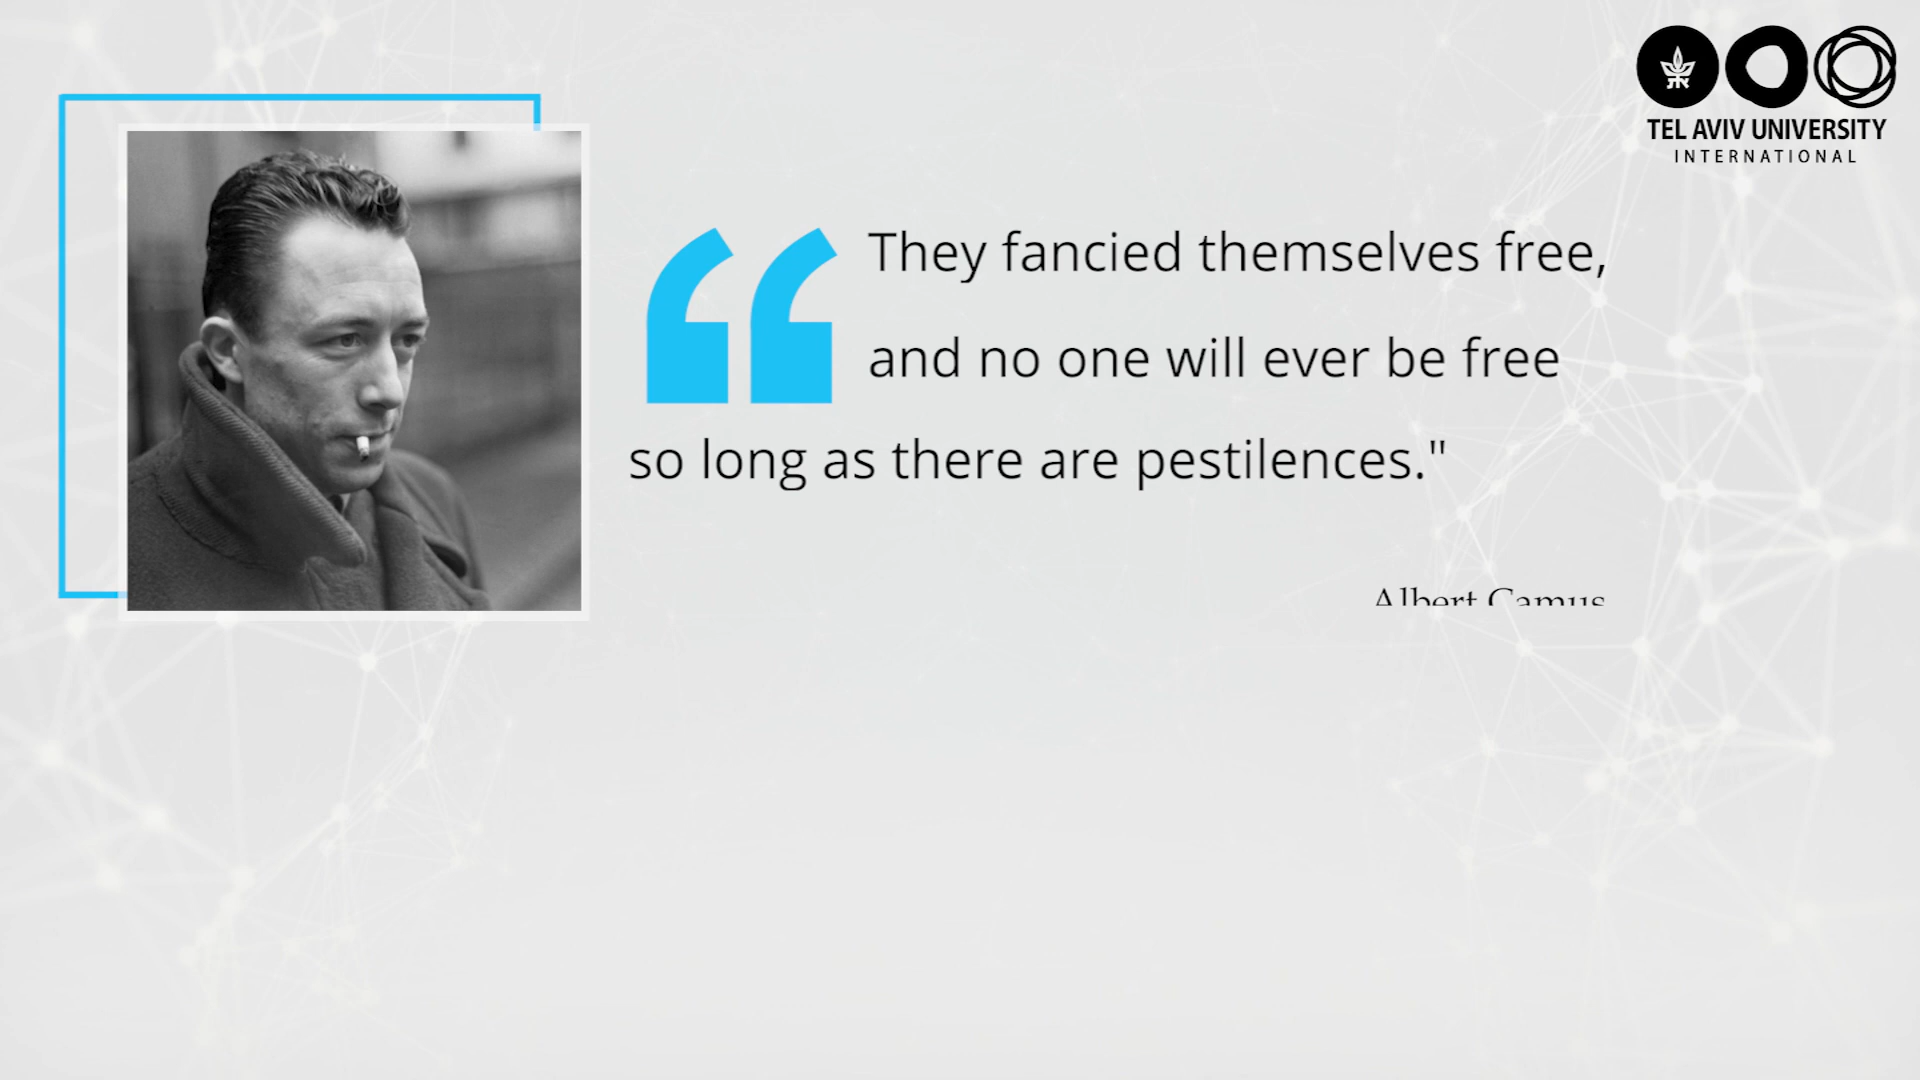 TEL AVIV UNIVERSITY
INTERNATIONAL
They fancied themselves free,
and no one will ever be free
so long as there are pestilences."
Albert Camus